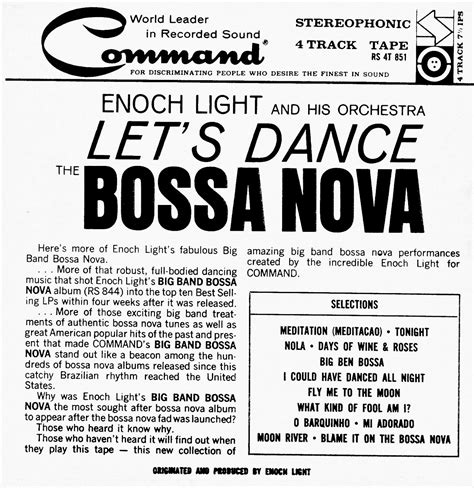 World Leader
in Recorded Sound
Command®
FOR DISCRIMINATING PEOPLE WHO DESIRE THE FINEST IN SOUND
STEREOPHONIC
4 TRACK TAPE
RS 4T 851
4 TRACK 7½ IPS
ENOCH LIGHT AND HIS ORCHESTRA
LET'S DANCE
THE BOSSA NOVA
Here's more of Enoch Light's fabulous Big
Band Bossa Nova.
. . . More of that robust, full-bodied dancing
music that shot Enoch Light's BIG BAND BOSSA
NOVA album (RS 844) into the top ten Best Sell-
ing LPs within four weeks after it was released.
. . . More of those exciting big band treat-
ments of authentic bossa nova tunes as well as
great American popular hits of the past and pres-
ent that made COMMAND'S BIG BAND BOSSA
NOVA stand out like a beacon among the hun-
dreds of bossa nova albums released since this
catchy Brazilian rhythm reached the United
States.
Why was Enoch Light's BIG BAND BOSSA
NOVA the most sought after bossa nova album
to appear after the bossa nova fad was launched?
Those who heard it know why.
Those who haven't heard it will find out when
they play this tape — this new collection of
amazing big band bossa nova performances
created by the incredible Enoch Light for
COMMAND.
SELECTIONS
MEDITATION (MEDITACAO) • TONIGHT
NOLA • DAYS OF WINE & ROSES
BIG BEN BOSSA
I COULD HAVE DANCED ALL NIGHT
FLY ME TO THE MOON
WHAT KIND OF FOOL AM I?
O BARQUINHO • MI ADORADO
MOON RIVER • BLAME IT ON THE BOSSA NOVA
ORIGINATED AND PRODUCED BY ENOCH LIGHT